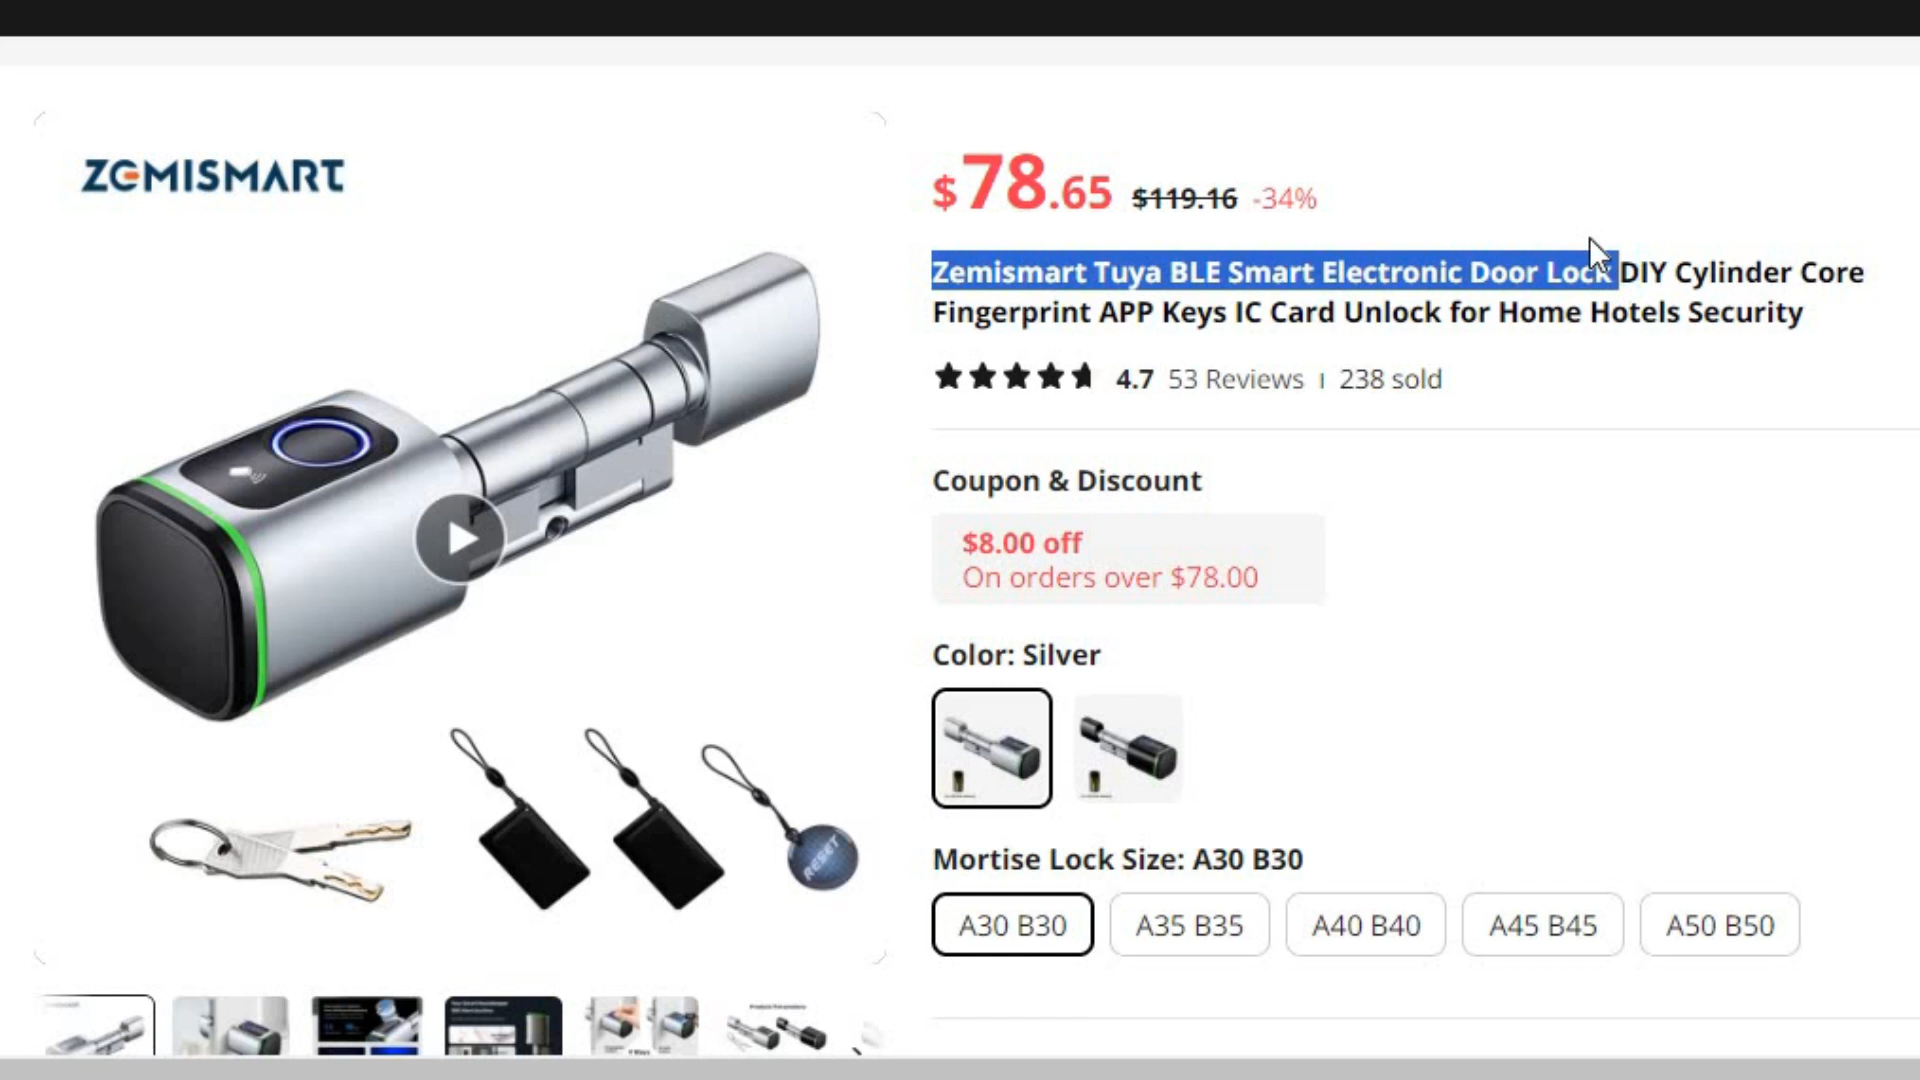 ZEMISMART
$78.65 $119.16 -34%
Zemismart Tuya BLE Smart Electronic Door Lock DIY Cylinder Core
Fingerprint APP Keys IC Card Unlock for Home Hotels Security
4.7 53 Reviews | 238 sold
Coupon & Discount
$8.00 off
On orders over $78.00
Color: Silver
RESET
Mortise Lock Size: A30 B30
A30 B30 A35 B35 A40 B40 A45 B45 A50 B50
Product Parameters